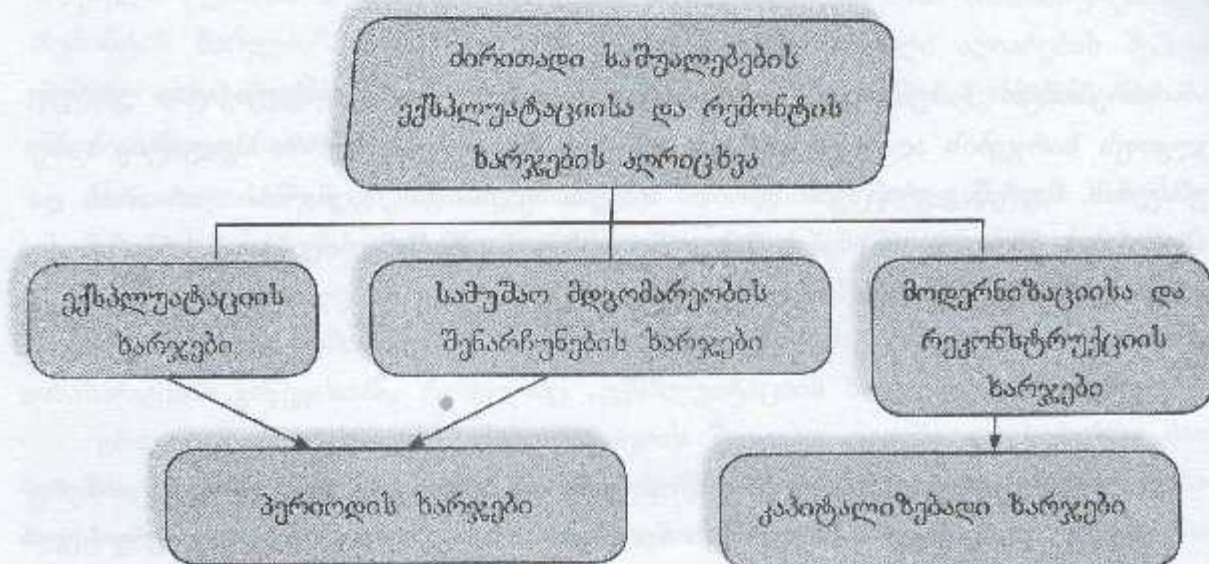 ძირითადი საშუალებების
ექსპლუატაციისა და რემონტის
ხარჯების აღრიცხვა
ექსპლუატაციის
ხარჯები
სამუშაო მდგომარეობის
შენარჩუნების ხარჯები
მოდერნიზაციისა და
რეკონსტრუქციის
ხარჯები
პერიოდის ხარჯები
კაპიტალიზებადი ხარჯები